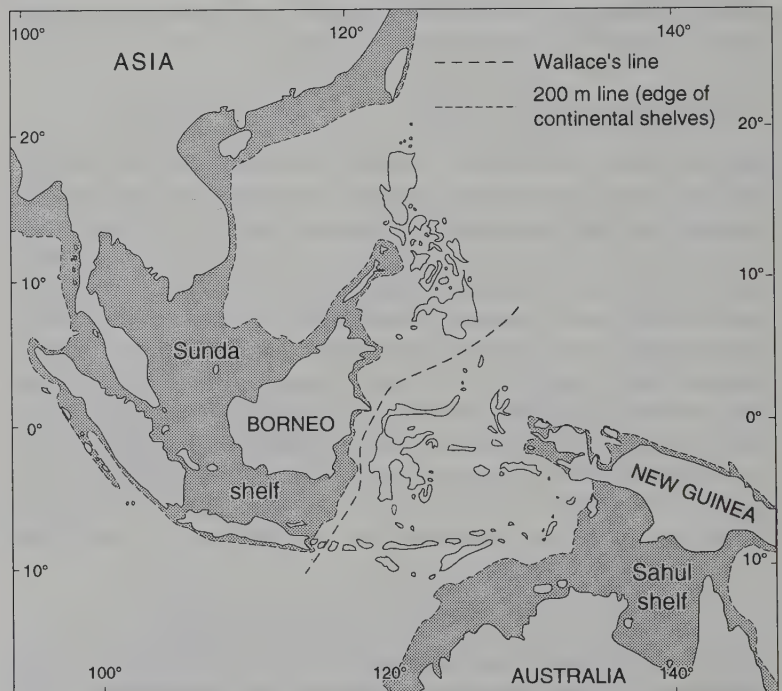 100°
120°
140°
ASIA
Wallace's line
200 m line (edge of
continental shelves)
20°
20°
10°
10°
Sunda
0°
BORNEO
0°
NEW GUINEA
shelf
10°
10°
Sahul
shelf
100°
120°
AUSTRALIA
140°